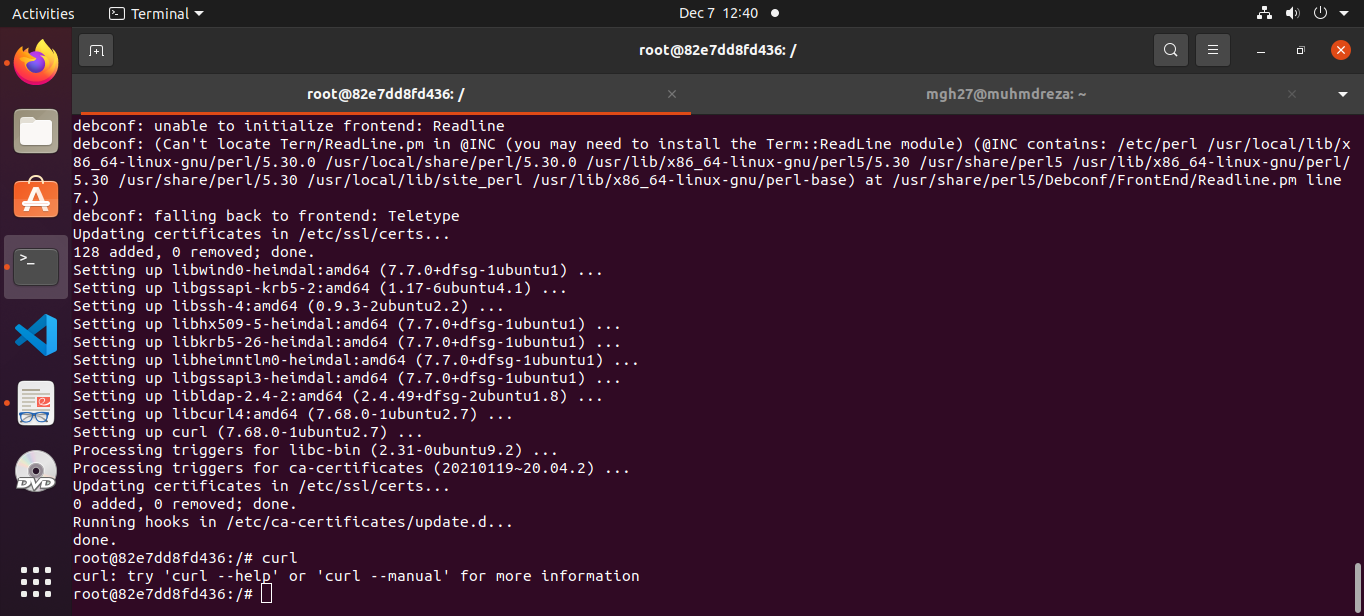 Activities
Terminal
Dec 7 12:40
root@82e7dd8fd436: /
root@82e7dd8fd436: /
mgh27@muhmdreza: ~
debconf: unable to initialize frontend: Readline
debconf: (Can't locate Term/ReadLine.pm in @INC (you may need to install the Term::ReadLine module) (@INC contains: /etc/perl /usr/local/lib/x
86_64-linux-gnu/perl/5.30.0 /usr/local/share/perl/5.30.0 /usr/lib/x86_64-linux-gnu/perl5/5.30 /usr/share/perl5 /usr/lib/x86_64-linux-gnu/perl/
5.30 /usr/share/perl/5.30 /usr/local/lib/site_perl /usr/lib/x86_64-linux-gnu/perl-base) at /usr/share/perl5/Debconf/FrontEnd/Readline.pm line
7.)
debconf: falling back to frontend: Teletype
Updating certificates in /etc/ssl/certs...
128 added, 0 removed; done.
Setting up libwind0-heimdal:amd64 (7.7.0+dfsg-1ubuntu1) ...
Setting up libgssapi-krb5-2:amd64 (1.17-6ubuntu4.1) ...
Setting up libssh-4:amd64 (0.9.3-2ubuntu2.2) ...
Setting up libhx509-5-heimdal:amd64 (7.7.0+dfsg-1ubuntu1) ...
Setting up libkrb5-26-heimdal:amd64 (7.7.0+dfsg-1ubuntu1) ...
Setting up libheimntlm0-heimdal:amd64 (7.7.0+dfsg-1ubuntu1) ...
Setting up libgssapi3-heimdal:amd64 (7.7.0+dfsg-1ubuntu1) ...
Setting up libldap-2.4-2:amd64 (2.4.49+dfsg-2ubuntu1.8) ...
Setting up libcurl4:amd64 (7.68.0-1ubuntu2.7) ...
Setting up curl (7.68.0-1ubuntu2.7) ...
Processing triggers for libc-bin (2.31-0ubuntu9.2) ...
Processing triggers for ca-certificates (20210119~20.04.2) ...
Updating certificates in /etc/ssl/certs...
0 added, 0 removed; done.
Running hooks in /etc/ca-certificates/update.d...
done.
root@82e7dd8fd436:/# curl
curl: try 'curl --help' or 'curl --manual' for more information
root@82e7dd8fd436:/#
DVD